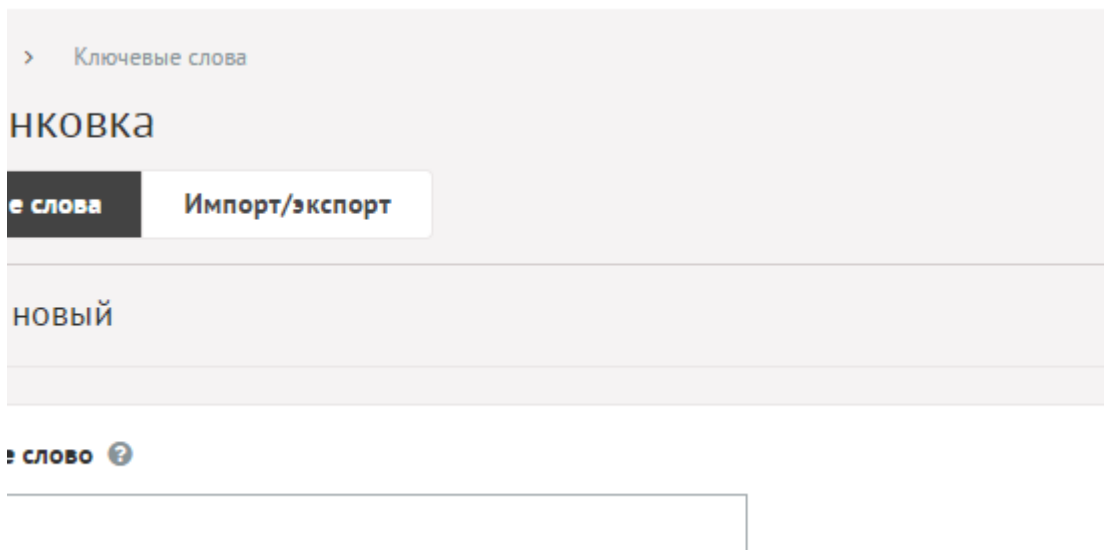 > Ключевые слова
нковка
е слова Импорт/экспорт
новый
е слово ?